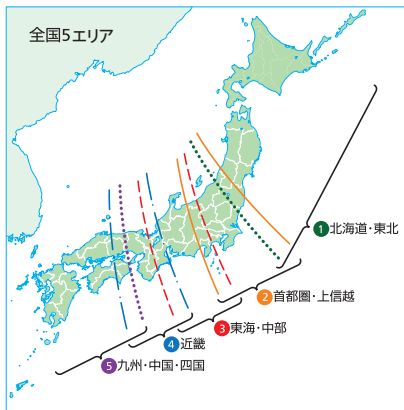 全国5エリア
1北海道・東北
2首都圏・上信越
3東海・中部
4近畿
5九州・中国・四国